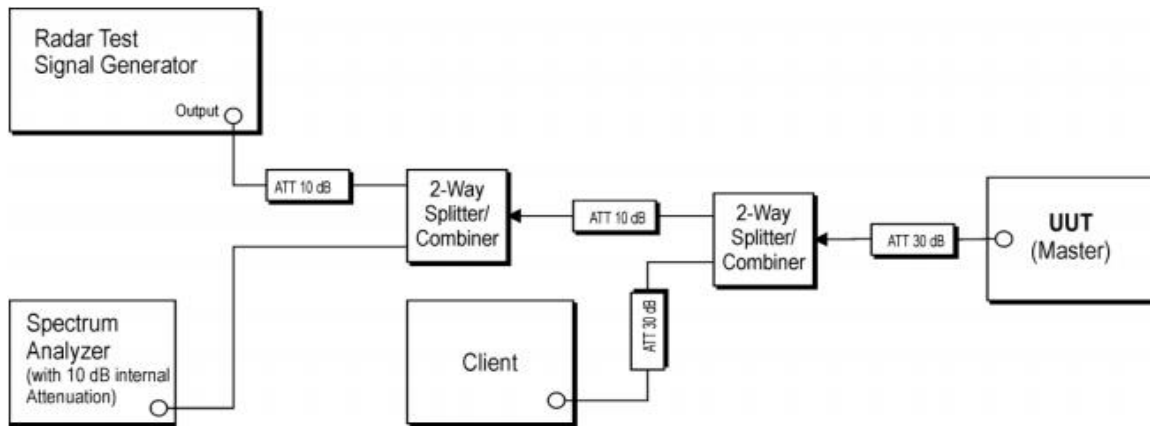 Radar Test
Signal Generator
Output
ATT 10 dB
2-Way
Splitter/
Combiner
ATT 10 dB
2-Way
Splitter/
Combiner
ATT 30 dB
UUT
(Master)
ATT 30 dB
Spectrum
Analyzer
(with 10 dB internal
Attenuation)
Client